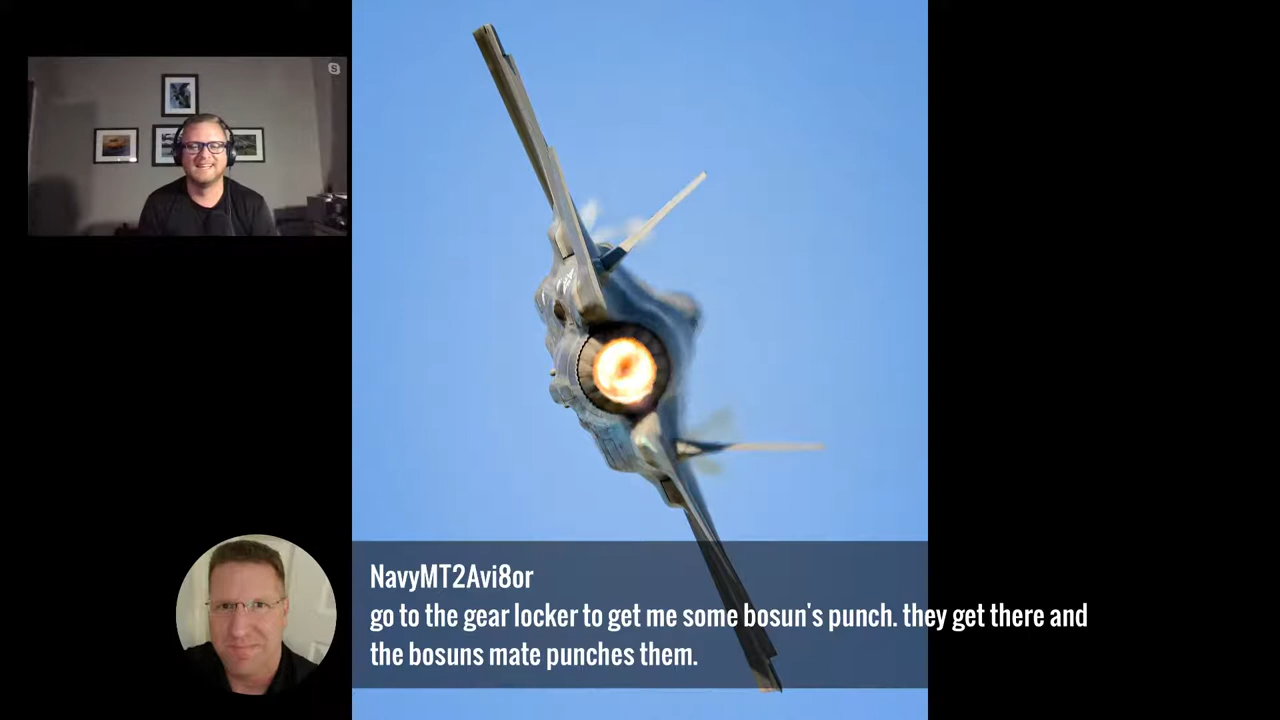 NavyMT2Avi8or
go to the gear locker to get me some bosun's punch. they get there and
the bosuns mate punches them.